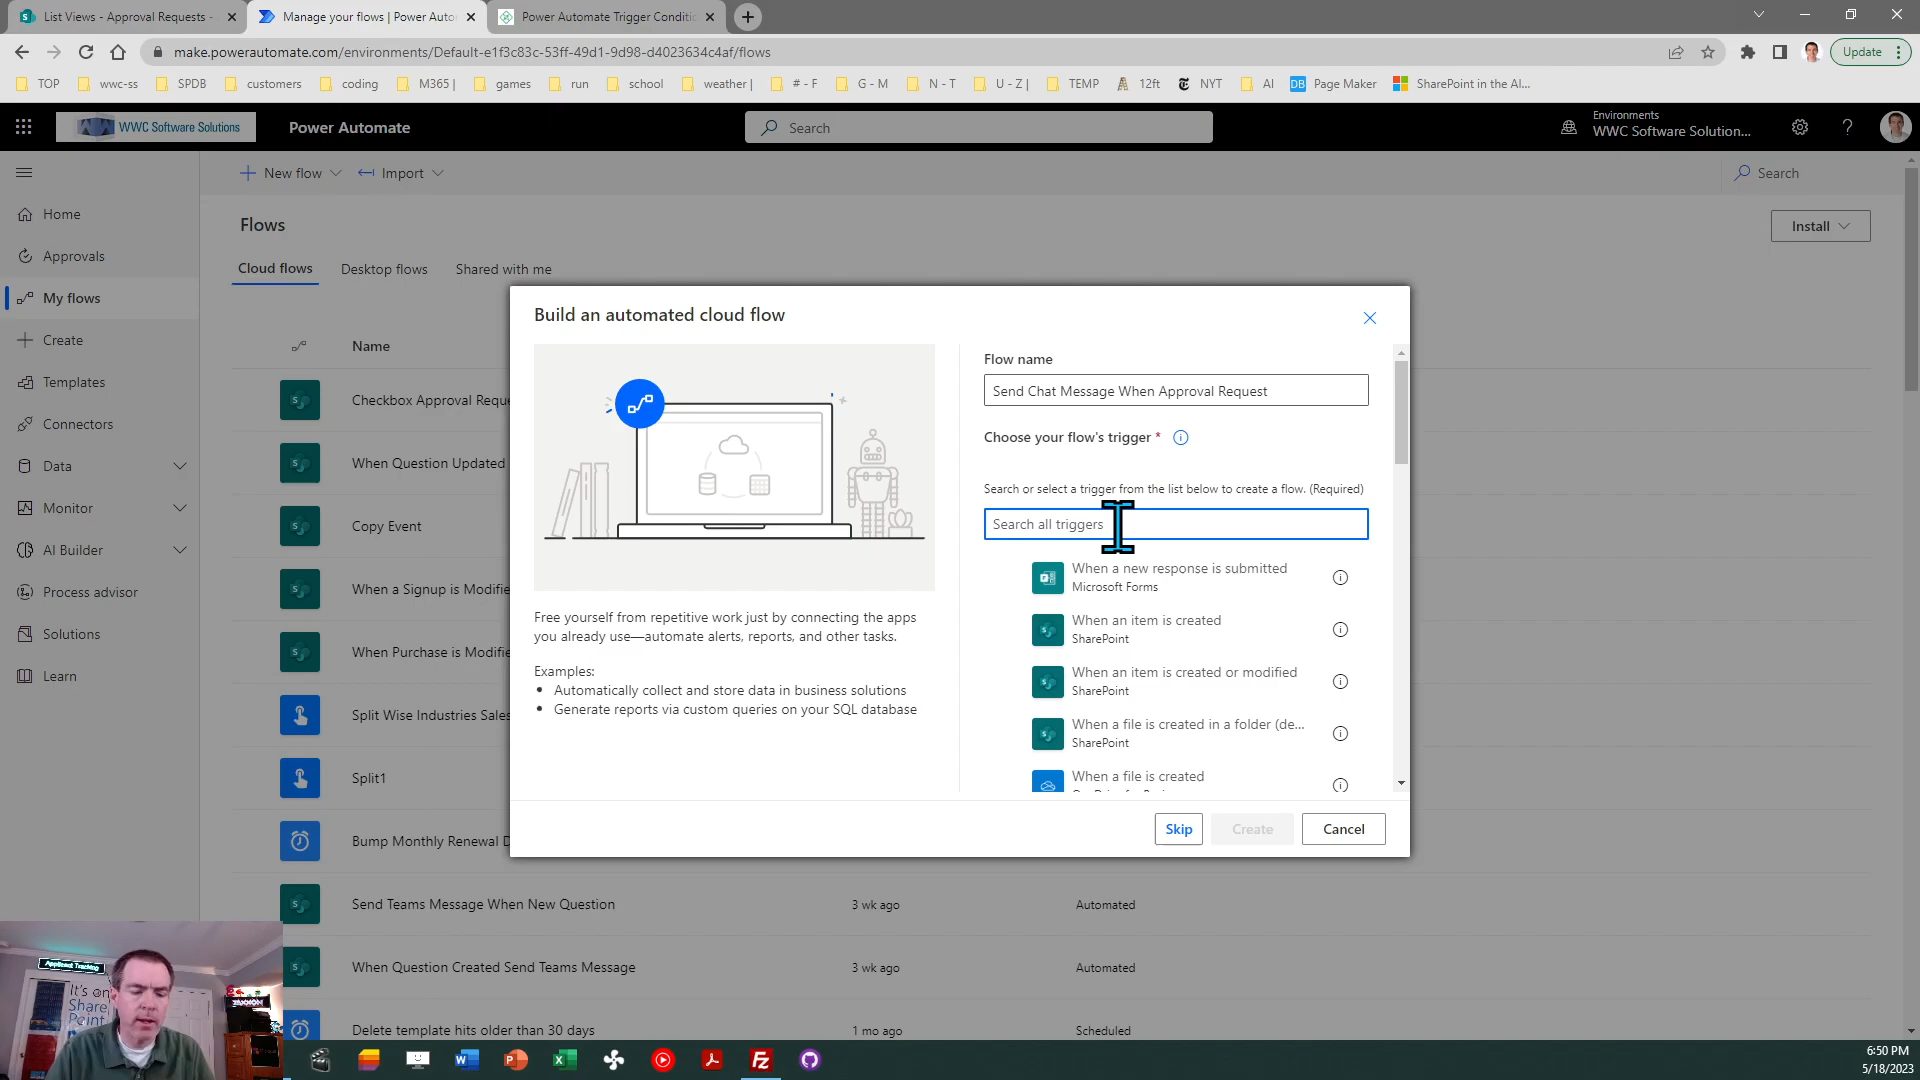 List Views - Approval Requests -
Manage your flows | Power Auto
Power Automate Trigger Conditi
make.powerautomate.com/environments/Default-e1f3c83c-53ff-49d1-9d98-d4023634c4af/flows
Update
TOP
wwc-ss
SPDB
customers
coding
M365 |
games
run
school
weather |
# - F
G - M
N - T
U - Z |
TEMP
12ft
NYT
AI
DB
Page Maker
SharePoint in the AI...
WWC Software Solutions
Power Automate
Search
Environments
WWC Software Solution...
New flow
Import
Search
Home
Approvals
My flows
Create
Templates
Connectors
Data
Monitor
AI Builder
Process advisor
Solutions
Learn
Flows
Install
Cloud flows
Desktop flows
Shared with me
Name
Checkbox Approval Reque
When Question Updated
Copy Event
When a Signup is Modifie
When Purchase is Modifie
Split Wise Industries Sales
Split1
Bump Monthly Renewal D
Send Teams Message When New Question
3 wk ago
Automated
When Question Created Send Teams Message
3 wk ago
Automated
Delete template hits older than 30 days
1 mo ago
Scheduled
Build an automated cloud flow
Free yourself from repetitive work just by connecting the apps
you already use—automate alerts, reports, and other tasks.
Examples:
• Automatically collect and store data in business solutions
• Generate reports via custom queries on your SQL database
Flow name
Send Chat Message When Approval Request
Choose your flow's trigger *
Search or select a trigger from the list below to create a flow. (Required)
Search all triggers
When a new response is submitted
Microsoft Forms
When an item is created
SharePoint
When an item is created or modified
SharePoint
When a file is created in a folder (de...
SharePoint
When a file is created
Skip
Create
Cancel
Applicant Tracking
It's on
Share
Point
6:50 PM
5/18/2023